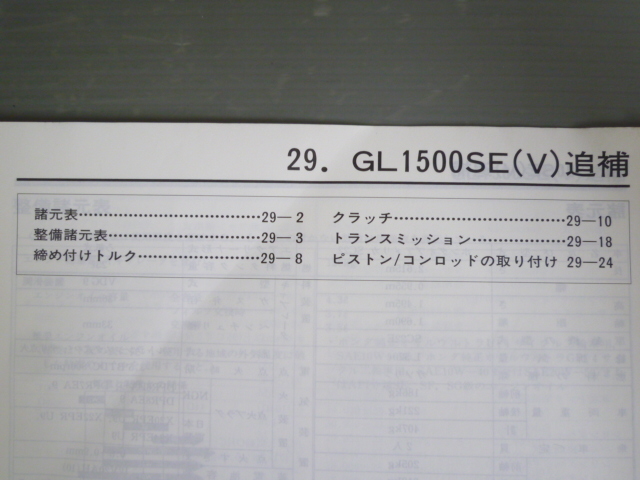 29. GL1500SE(V)追補
諸元表……………………………29—2
整備諸元表………………………29—3
締め付けトルク…………………29—8
クラッチ…………………………29—10
トランスミッション……………29—18
ピストン/コンロッドの取り付け 29—24